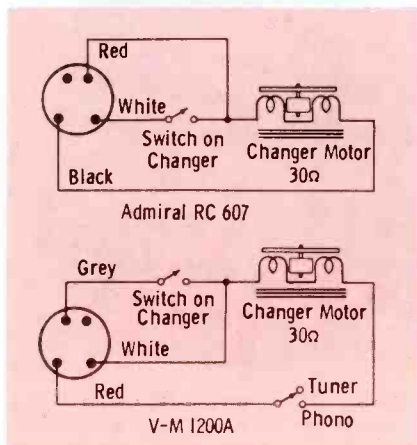 Red
White
Switch on
Changer
Changer Motor
30Ω
Black
Admiral RC 607
Grey
Switch on
Changer
Changer Motor
30Ω
White
Red
Tuner
Phono
V-M 1200A